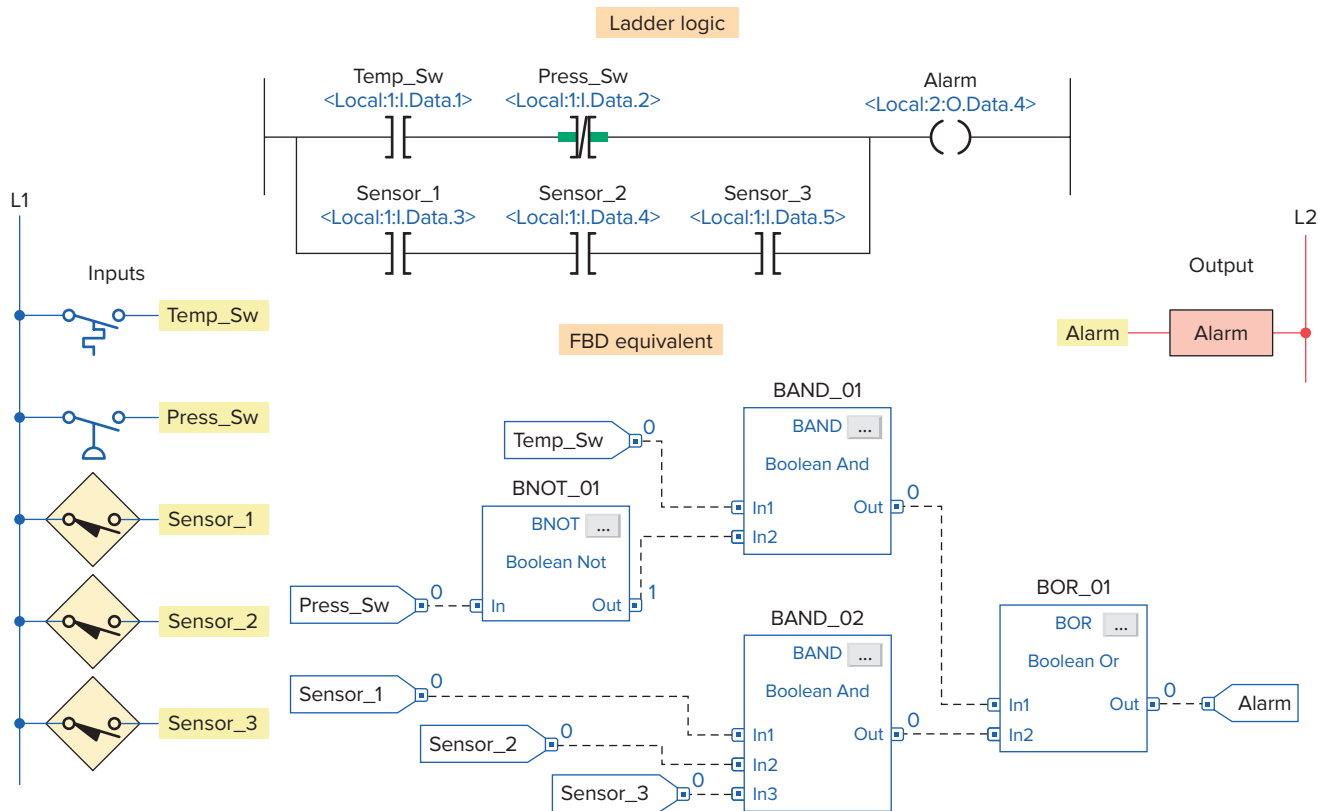 Ladder logic
Temp_Sw
<Local:1:I.Data.1>
Press_Sw
<Local:1:I.Data.2>
Alarm
<Local:2:O.Data.4>
Sensor_1
<Local:1:I.Data.3>
Sensor_2
<Local:1:I.Data.4>
Sensor_3
<Local:1:I.Data.5>
L1
Inputs
Temp_Sw
Press_Sw
Sensor_1
Sensor_2
Sensor_3
L2
Output
Alarm
Alarm
FBD equivalent
Temp_Sw
0
BAND_01
BAND ...
Boolean And
In1
Out
0
In2
BNOT_01
BNOT ...
Boolean Not
Press_Sw
0
In
Out
1
BAND_02
BAND ...
Boolean And
Sensor_1
0
Sensor_2
0
Sensor_3
0
In1
Out
0
In2
In3
BOR_01
BOR ...
Boolean Or
In1
Out
0
In2
Alarm